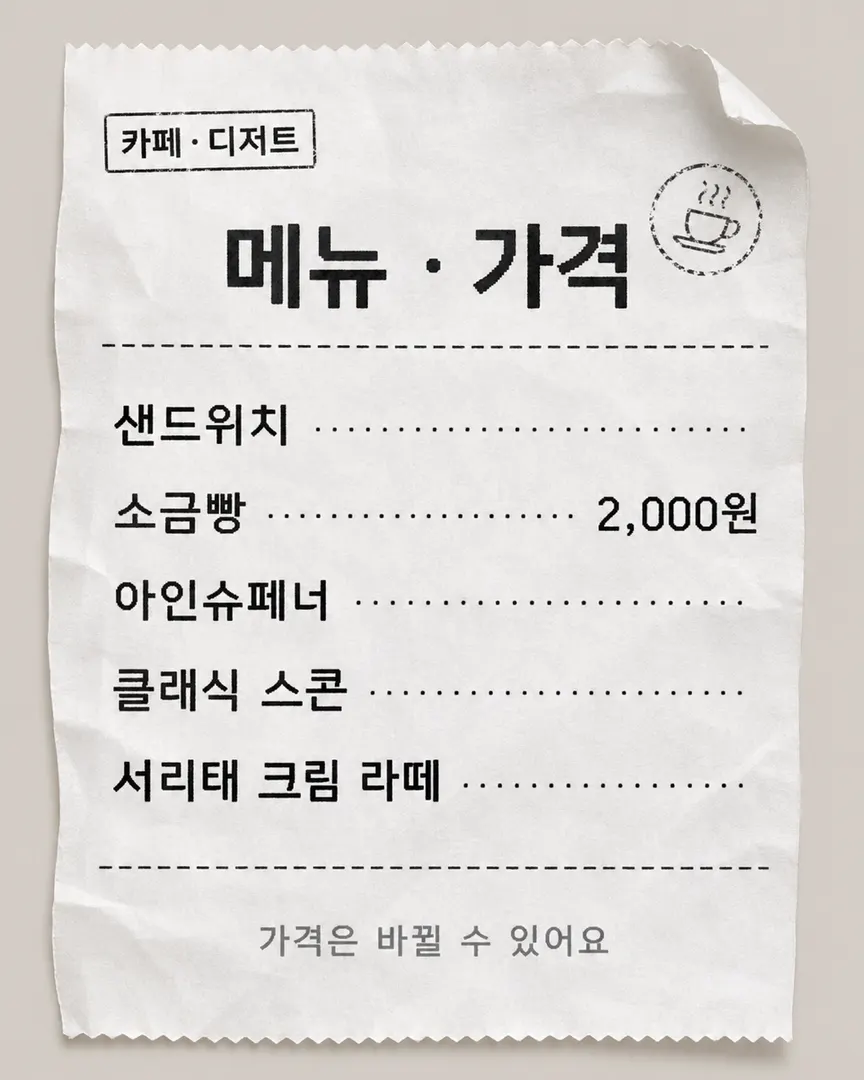 카페·디저트
메뉴·가격
샌드위치
소금빵 2,000원
아인슈페너
클래식 스콘
서리태 크림 라떼
가격은 바뀔 수 있어요